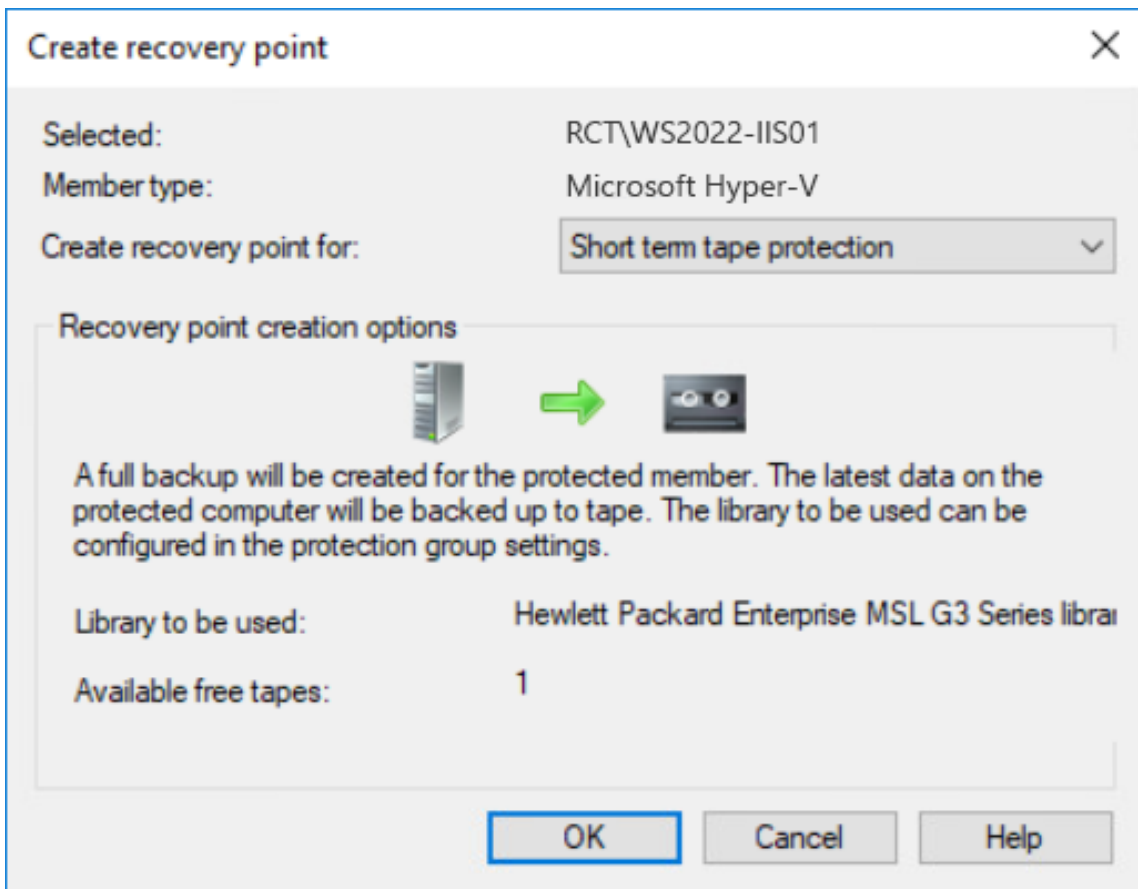 Create recovery point
Selected: RCT\WS2022-IIS01
Member type: Microsoft Hyper-V
Create recovery point for: Short term tape protection
Recovery point creation options
A full backup will be created for the protected member. The latest data on the
protected computer will be backed up to tape. The library to be used can be
configured in the protection group settings.
Library to be used: Hewlett Packard Enterprise MSL G3 Series librar
Available free tapes: 1
OK Cancel Help